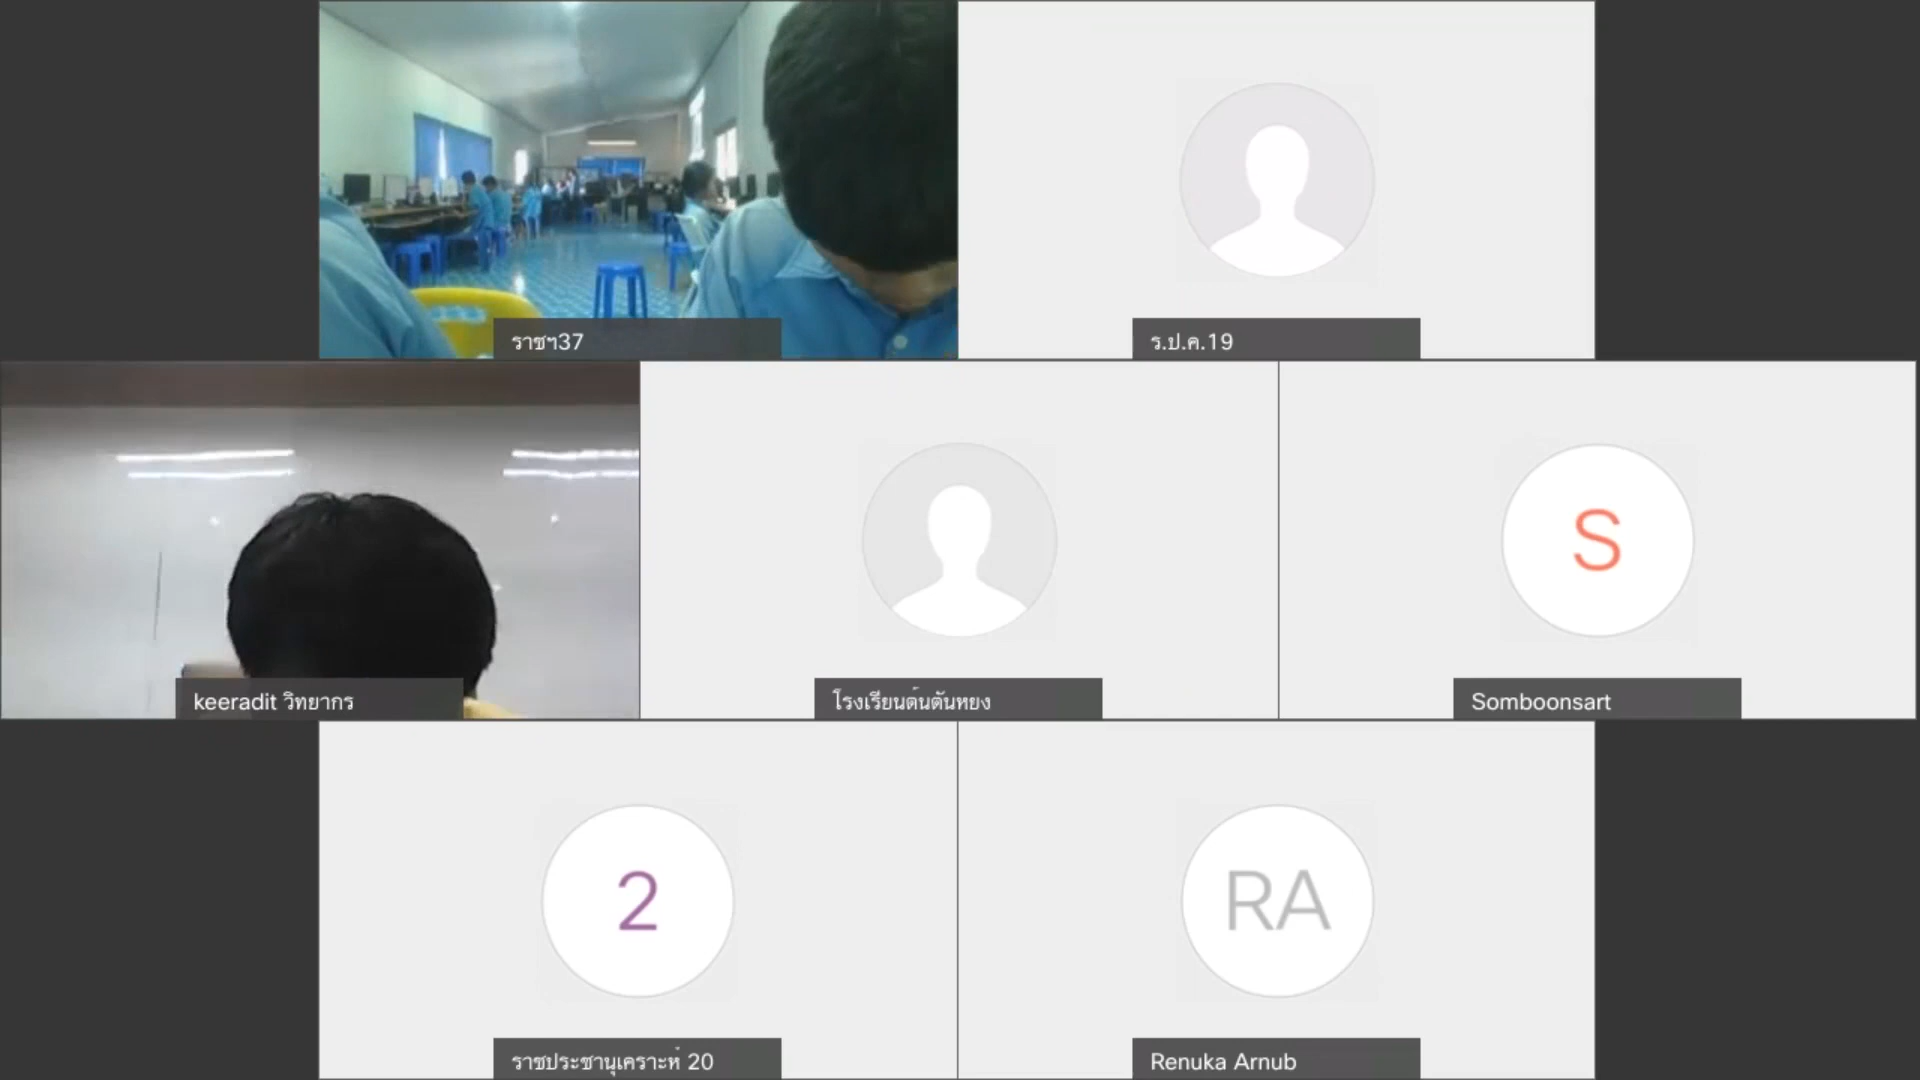 ราชฯ37
ร.ป.ค.19
keeradit วิทยากร
โรงเรียนต้นตันหยง
S
Somboonsart
2
RA
ราชประชานุเคราะห์ 20
Renuka Arnub